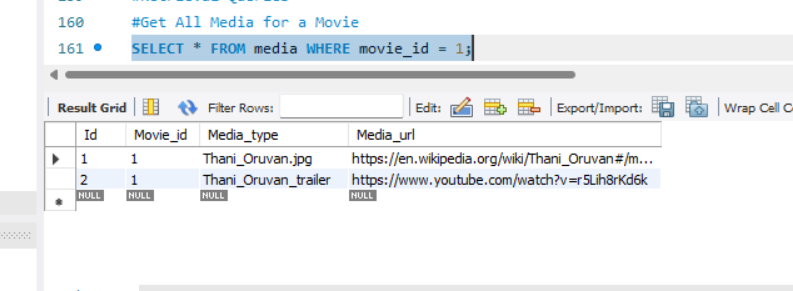 160 #Get All Media for a Movie
161 SELECT * FROM media WHERE movie_id = 1;
Result Grid Filter Rows: Edit: Export/Import: Wrap Cell
Id Movie_id Media_type Media_url
1 1 Thani_Oruvan.jpg https://en.wikipedia.org/wiki/Thani_Oruvan#/m...
2 1 Thani_Oruvan_trailer https://www.youtube.com/watch?v=r5Lih8rKd6k
NULL NULL NULL NULL